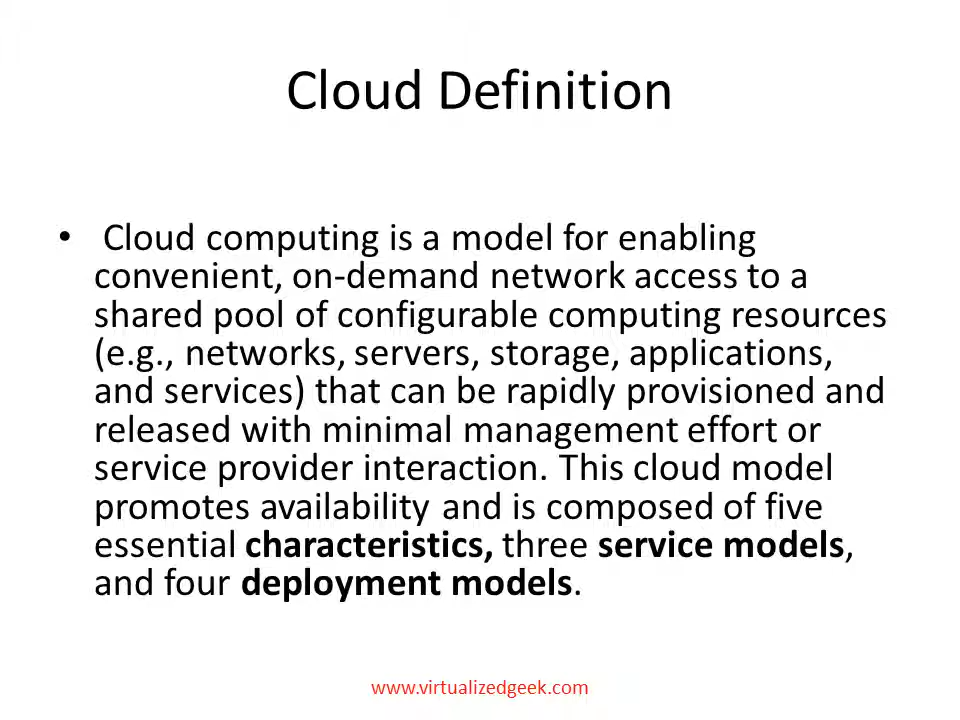 Cloud Definition
• Cloud computing is a model for enabling
convenient, on-demand network access to a
shared pool of configurable computing resources
(e.g., networks, servers, storage, applications,
and services) that can be rapidly provisioned and
released with minimal management effort or
service provider interaction. This cloud model
promotes availability and is composed of five
essential characteristics, three service models,
and four deployment models.
www.virtualizedgeek.com